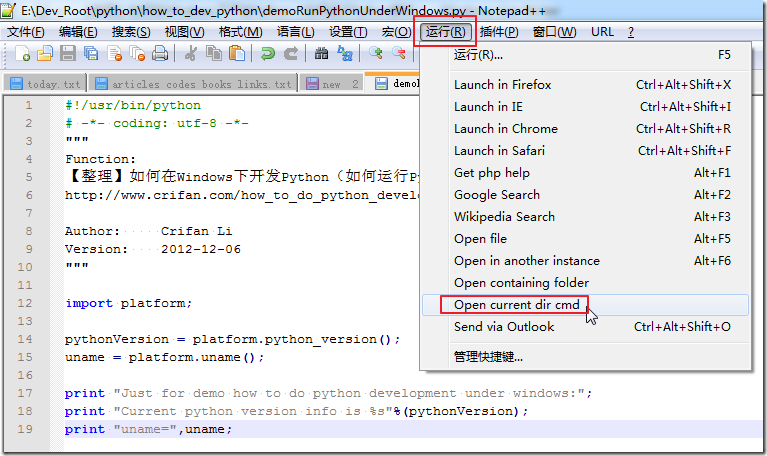 E:\Dev_Root\python\how_to_dev_python\demoRunPythonUnderWindows.py - Notepad++
文件(F) 编辑(E) 搜索(S) 视图(V) 格式(M) 语言(L) 设置(T) 宏(O) 运行(R) 插件(P) 窗口(W) URL ?
today.txt articles codes books links.txt new 2
运行(R)... F5
Launch in Firefox Ctrl+Alt+Shift+X
Launch in IE Ctrl+Alt+Shift+I
Launch in Chrome Ctrl+Alt+Shift+R
Launch in Safari Ctrl+Alt+Shift+F
Get php help Alt+F1
Google Search Alt+F2
Wikipedia Search Alt+F3
Open file Alt+F5
Open in another instance Alt+F6
Open containing folder
Open current dir cmd
Send via Outlook Ctrl+Alt+Shift+O
管理快捷键...
1 #!/usr/bin/python
2 # -*- coding: utf-8 -*-
3 """
4 Function:
5 【整理】如何在Windows下开发Python（如何运行
6 http://www.crifan.com/how_to_do_python_deve
7
8 Author: Crifan Li
9 Version: 2012-12-06
10 """
11
12 import platform;
13
14 pythonVersion = platform.python_version();
15 uname = platform.uname();
16
17 print "Just for demo how to do python development under windows:";
18 print "Current python version info is %s"%(pythonVersion);
19 print "uname=",uname;